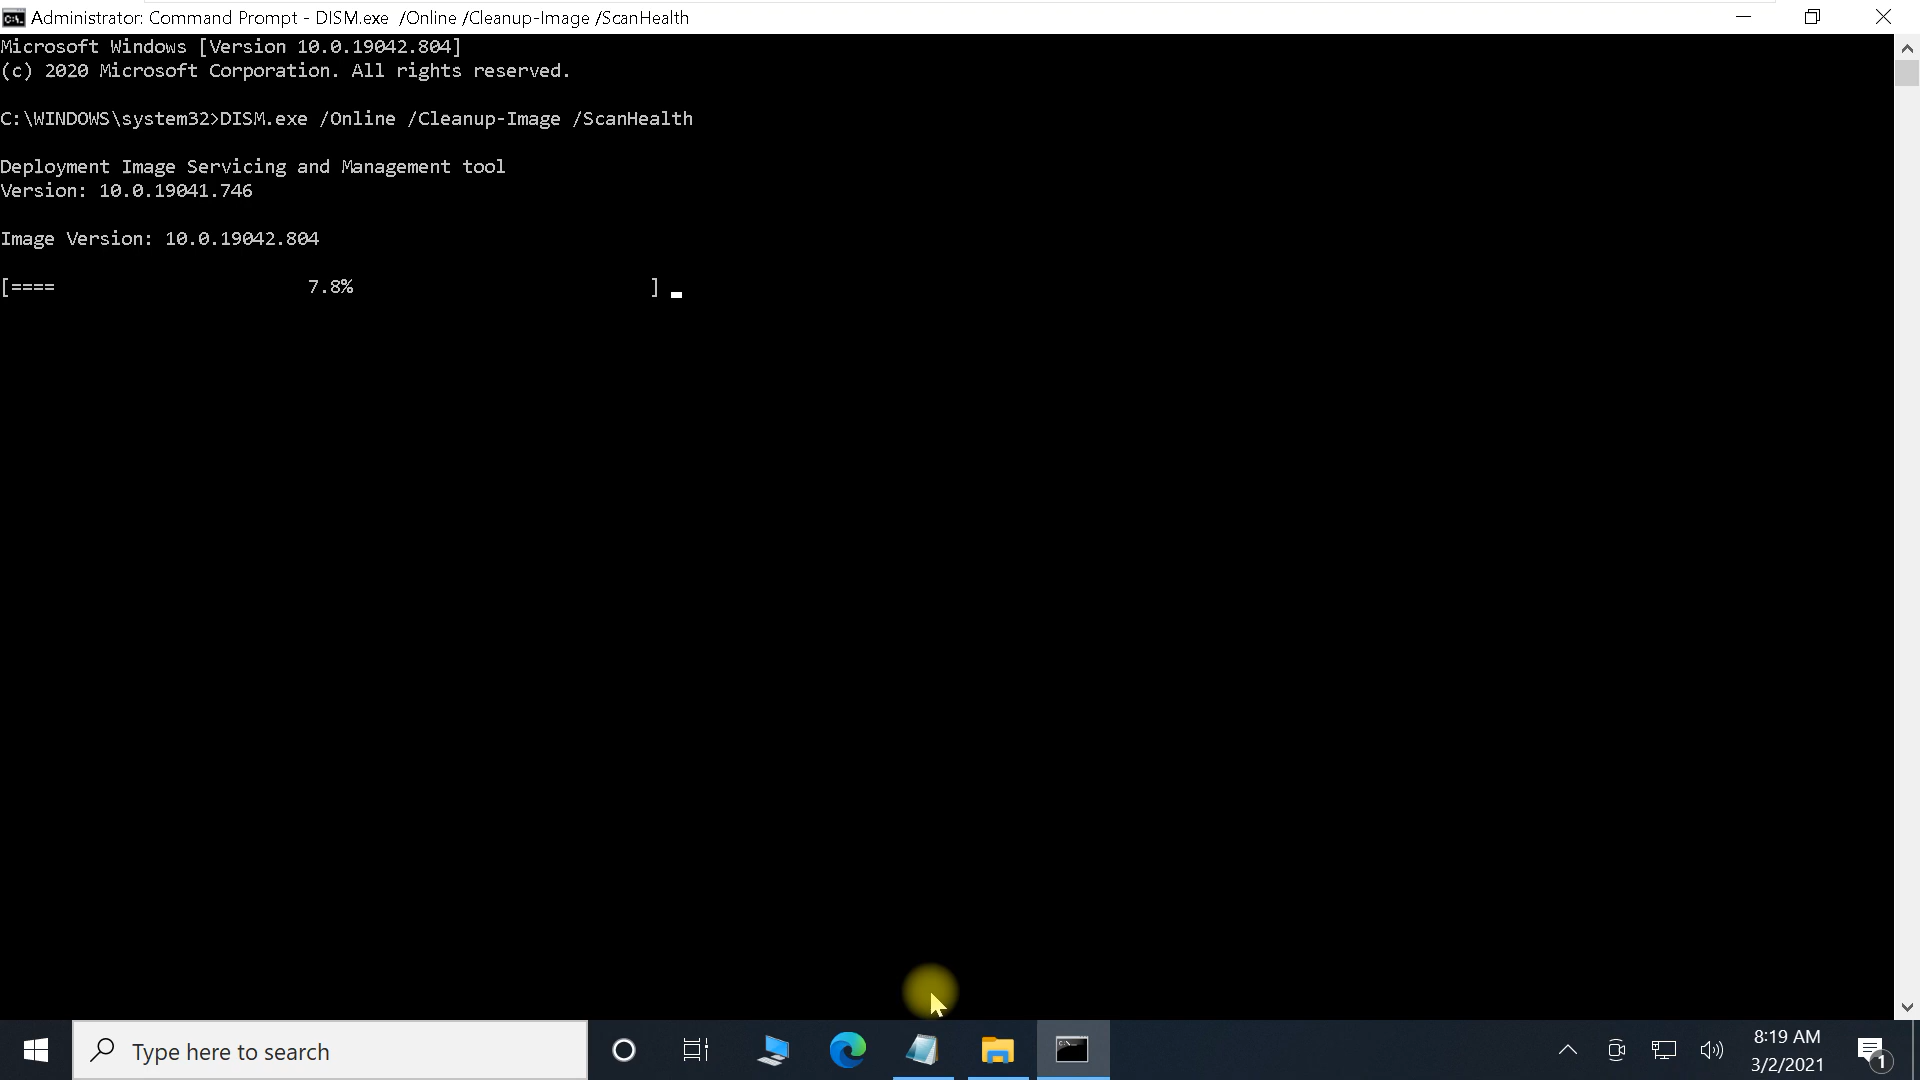 Administrator: Command Prompt - DISM.exe  /Online /Cleanup-Image /ScanHealth
Microsoft Windows [Version 10.0.19042.804]
(c) 2020 Microsoft Corporation. All rights reserved.
C:\WINDOWS\system32>DISM.exe /Online /Cleanup-Image /ScanHealth
Deployment Image Servicing and Management tool
Version: 10.0.19041.746
Image Version: 10.0.19042.804
[====                       7.8%                           ]
Type here to search
8:19 AM
3/2/2021
1